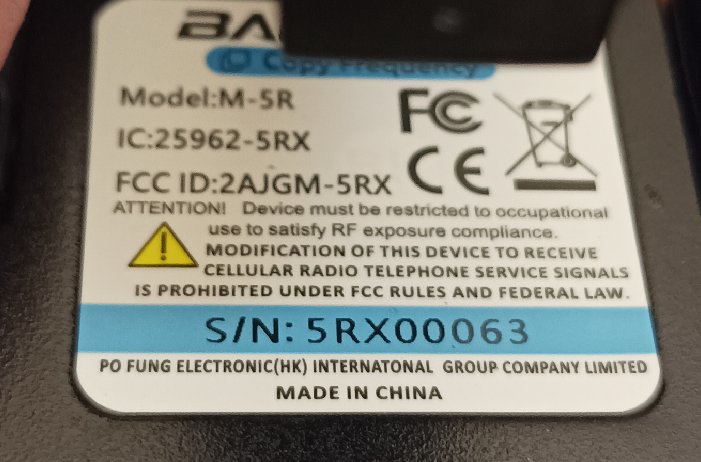 Copy Frequency
Model:M-5R
IC:25962-5RX
FC
FCC ID:2AJGM-5RX
CE
ATTENTION! Device must be restricted to occupational
use to satisfy RF exposure compliance.
MODIFICATION OF THIS DEVICE TO RECEIVE
CELLULAR RADIO TELEPHONE SERVICE SIGNALS
IS PROHIBITED UNDER FCC RULES AND FEDERAL LAW.
S/N: 5RX00063
PO FUNG ELECTRONIC(HK) INTERNATONAL GROUP COMPANY LIMITED
MADE IN CHINA